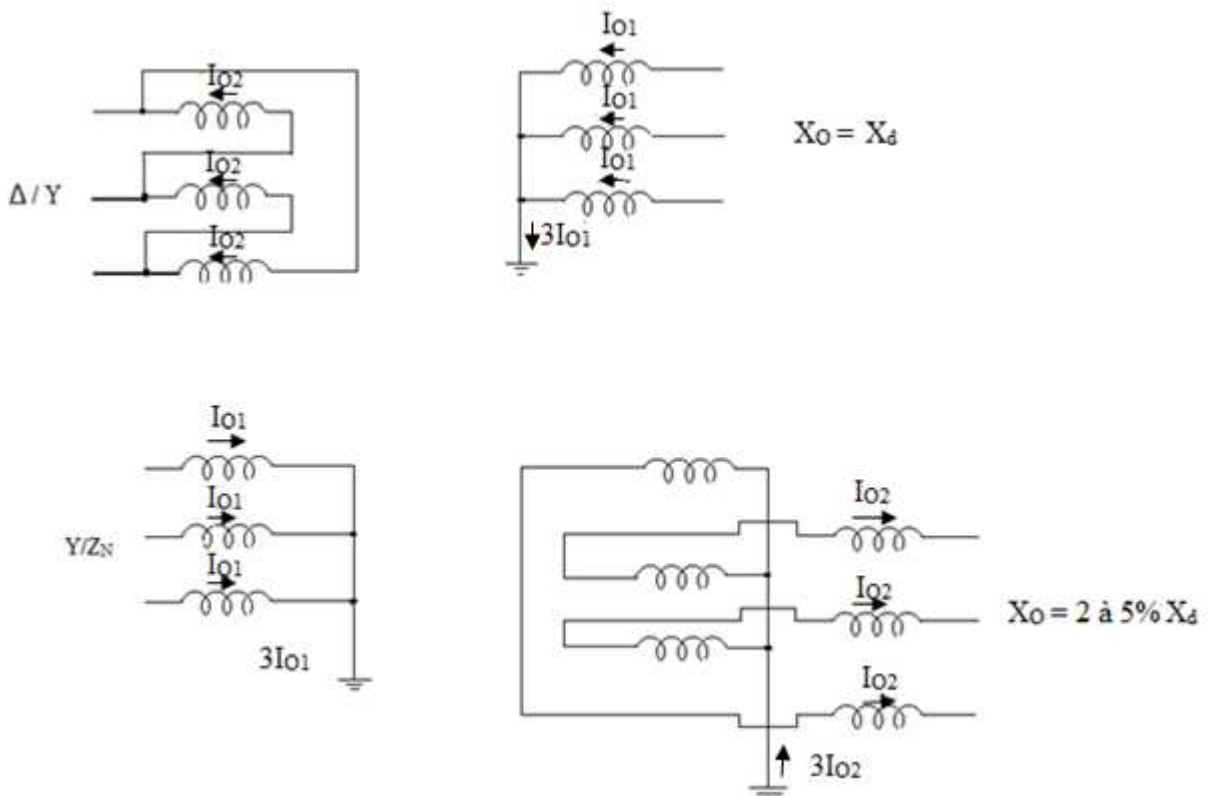 Δ / Y
IO2
IO2
IO2
IO1
IO1
IO1
3IO1
XO = Xd
Y/ZN
IO1
IO1
IO1
3IO1
IO2
IO2
IO2
3IO2
XO = 2 à 5% Xd